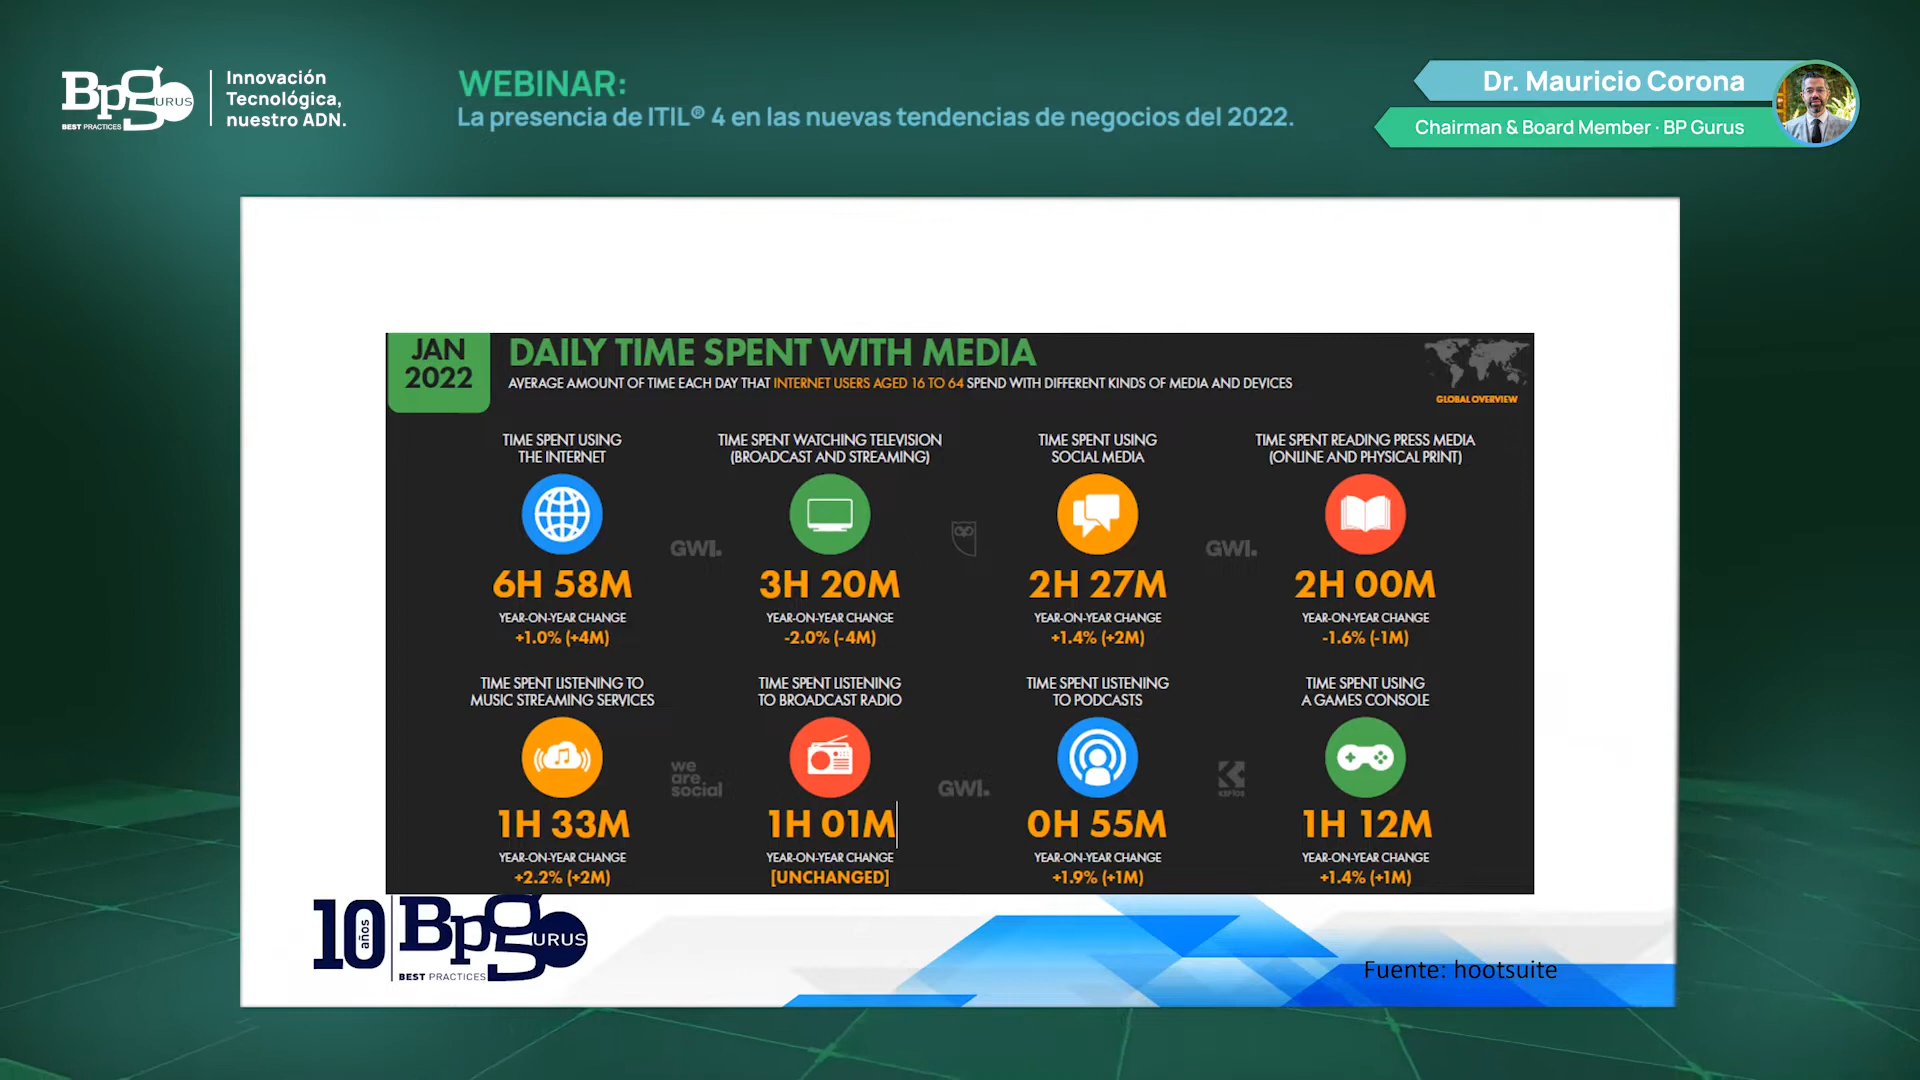 BpGurus
BEST PRACTICES
Innovación
Tecnológica,
nuestro ADN.
WEBINAR:
La presencia de ITIL® 4 en las nuevas tendencias de negocios del 2022.
Dr. Mauricio Corona
Chairman & Board Member · BP Gurus
JAN
2022
DAILY TIME SPENT WITH MEDIA
AVERAGE AMOUNT OF TIME EACH DAY THAT INTERNET USERS AGED 16 TO 64 SPEND WITH DIFFERENT KINDS OF MEDIA AND DEVICES
GLOBAL OVERVIEW
TIME SPENT USING
THE INTERNET
6H 58M
YEAR-ON-YEAR CHANGE
+1.0% (+4M)
GWI.
TIME SPENT WATCHING TELEVISION
(BROADCAST AND STREAMING)
3H 20M
YEAR-ON-YEAR CHANGE
-2.0% (-4M)
TIME SPENT USING
SOCIAL MEDIA
2H 27M
YEAR-ON-YEAR CHANGE
+1.4% (+2M)
GWI.
TIME SPENT READING PRESS MEDIA
(ONLINE AND PHYSICAL PRINT)
2H 00M
YEAR-ON-YEAR CHANGE
-1.6% (-1M)
TIME SPENT LISTENING TO
MUSIC STREAMING SERVICES
1H 33M
YEAR-ON-YEAR CHANGE
+2.2% (+2M)
we
are
social
TIME SPENT LISTENING
TO BROADCAST RADIO
1H 01M
YEAR-ON-YEAR CHANGE
[UNCHANGED]
GWI.
TIME SPENT LISTENING
TO PODCASTS
0H 55M
YEAR-ON-YEAR CHANGE
+1.9% (+1M)
KEPIOS
TIME SPENT USING
A GAMES CONSOLE
1H 12M
YEAR-ON-YEAR CHANGE
+1.4% (+1M)
10 años
BpGurus
BEST PRACTICES
Fuente: hootsuite